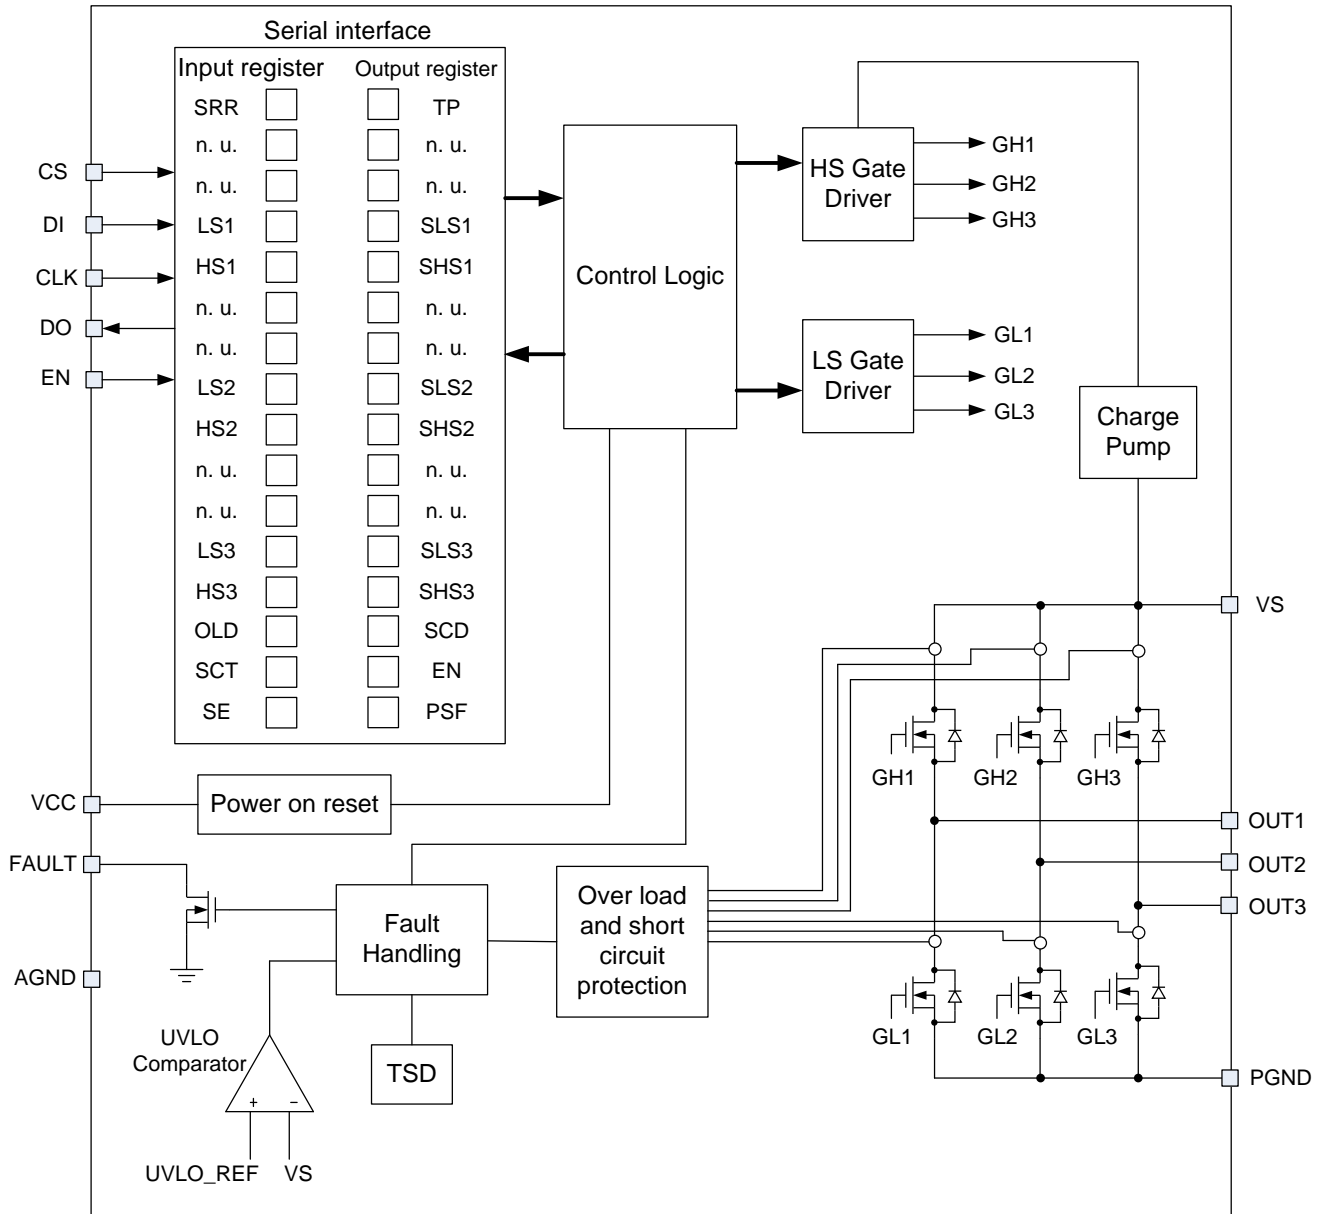 Serial interface
Input register Output register
SRR TP
n. u. n. u.
n. u. n. u.
LS1 SLS1
HS1 SHS1
n. u. n. u.
n. u. n. u.
LS2 SLS2
HS2 SHS2
n. u. n. u.
n. u. n. u.
LS3 SLS3
HS3 SHS3
OLD SCD
SCT EN
SE PSF
CS
DI
CLK
DO
EN
Control Logic
HS Gate
Driver
GH1
GH2
GH3
LS Gate
Driver
GL1
GL2
GL3
Charge
Pump
VS
GH1
GH2
GH3
OUT1
OUT2
OUT3
GL1
GL2
GL3
PGND
VCC
Power on reset
FAULT
AGND
Fault
Handling
Over load
and short
circuit
protection
TSD
UVLO
Comparator
+ −
UVLO_REF
VS